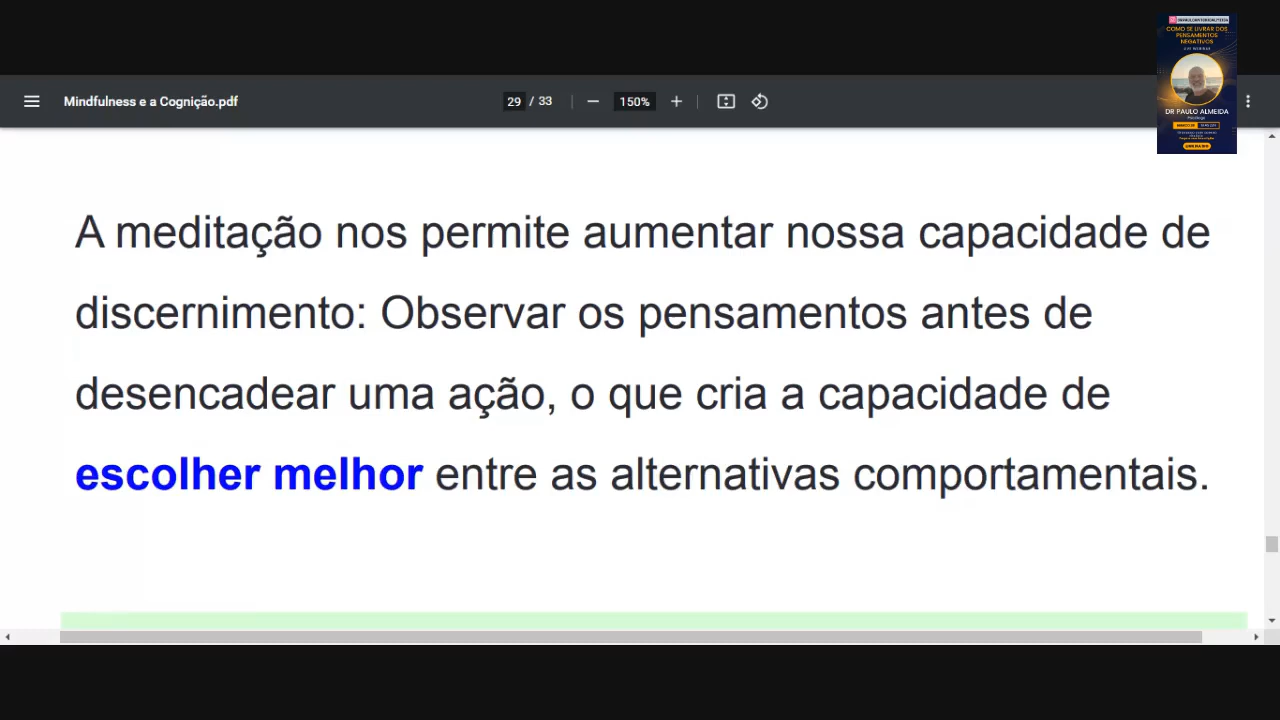 COMO SE LIVRAR DOS
PENSAMENTOS
NEGATIVOS
Mindfulness e a Cognição.pdf
29 / 33
150%
DR PAULO ALMEIDA
A meditação nos permite aumentar nossa capacidade de
discernimento: Observar os pensamentos antes de
desencadear uma ação, o que cria a capacidade de
escolher melhor entre as alternativas comportamentais.